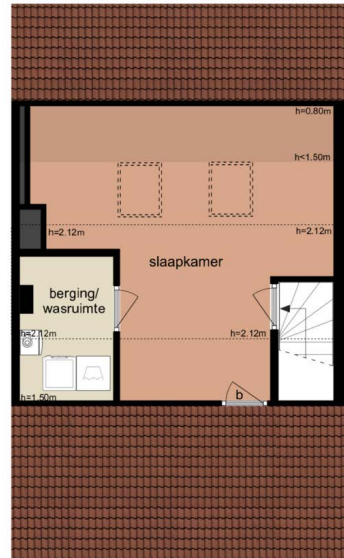 h=0.80m
h<1.50m
h=2.12m h=2.12m
slaapkamer
berging/
wasruimte
h=2.12m h=2.12m
b
h=1.50m